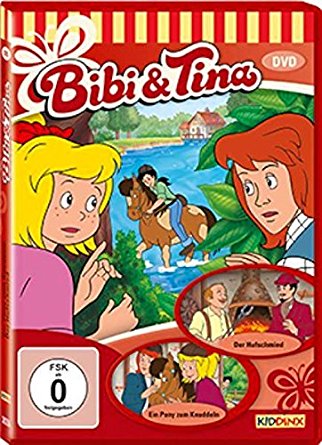 Bibi & Tina
DVD
Der Hufschmied
FSK
ab
0
freigegeben
Ein Pony zum Knuddeln
KIDDINX